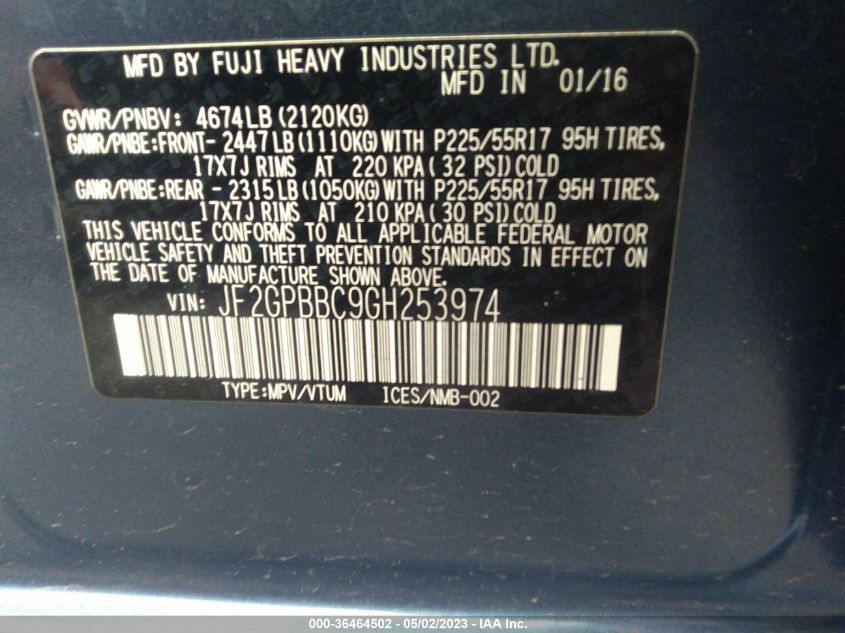 MFD BY FUJI HEAVY INDUSTRIES LTD.
MFD IN 01/16
GVWR/PNBV: 4674LB (2120KG)
GAWR/PNBE:FRONT- 2447LB (1110KG) WITH P225/55R17 95H TIRES,
17X7J RIMS AT 220 KPA ( 32 PSI) COLD
GAWR/PNBE:REAR - 2315LB (1050KG) WITH P225/55R17 95H TIRES,
17X7J RIMS AT 210 KPA ( 30 PSI) COLD
THIS VEHICLE CONFORMS TO ALL APPLICABLE FEDERAL MOTOR
VEHICLE SAFETY AND THEFT PREVENTION STANDARDS IN EFFECT ON
THE DATE OF MANUFACTURE SHOWN ABOVE.
VIN: JF2GPBBC9GH253974
TYPE:MPV/VTUM ICES/NMB-002
000-36464502 - 05/02/2023 - IAA Inc.